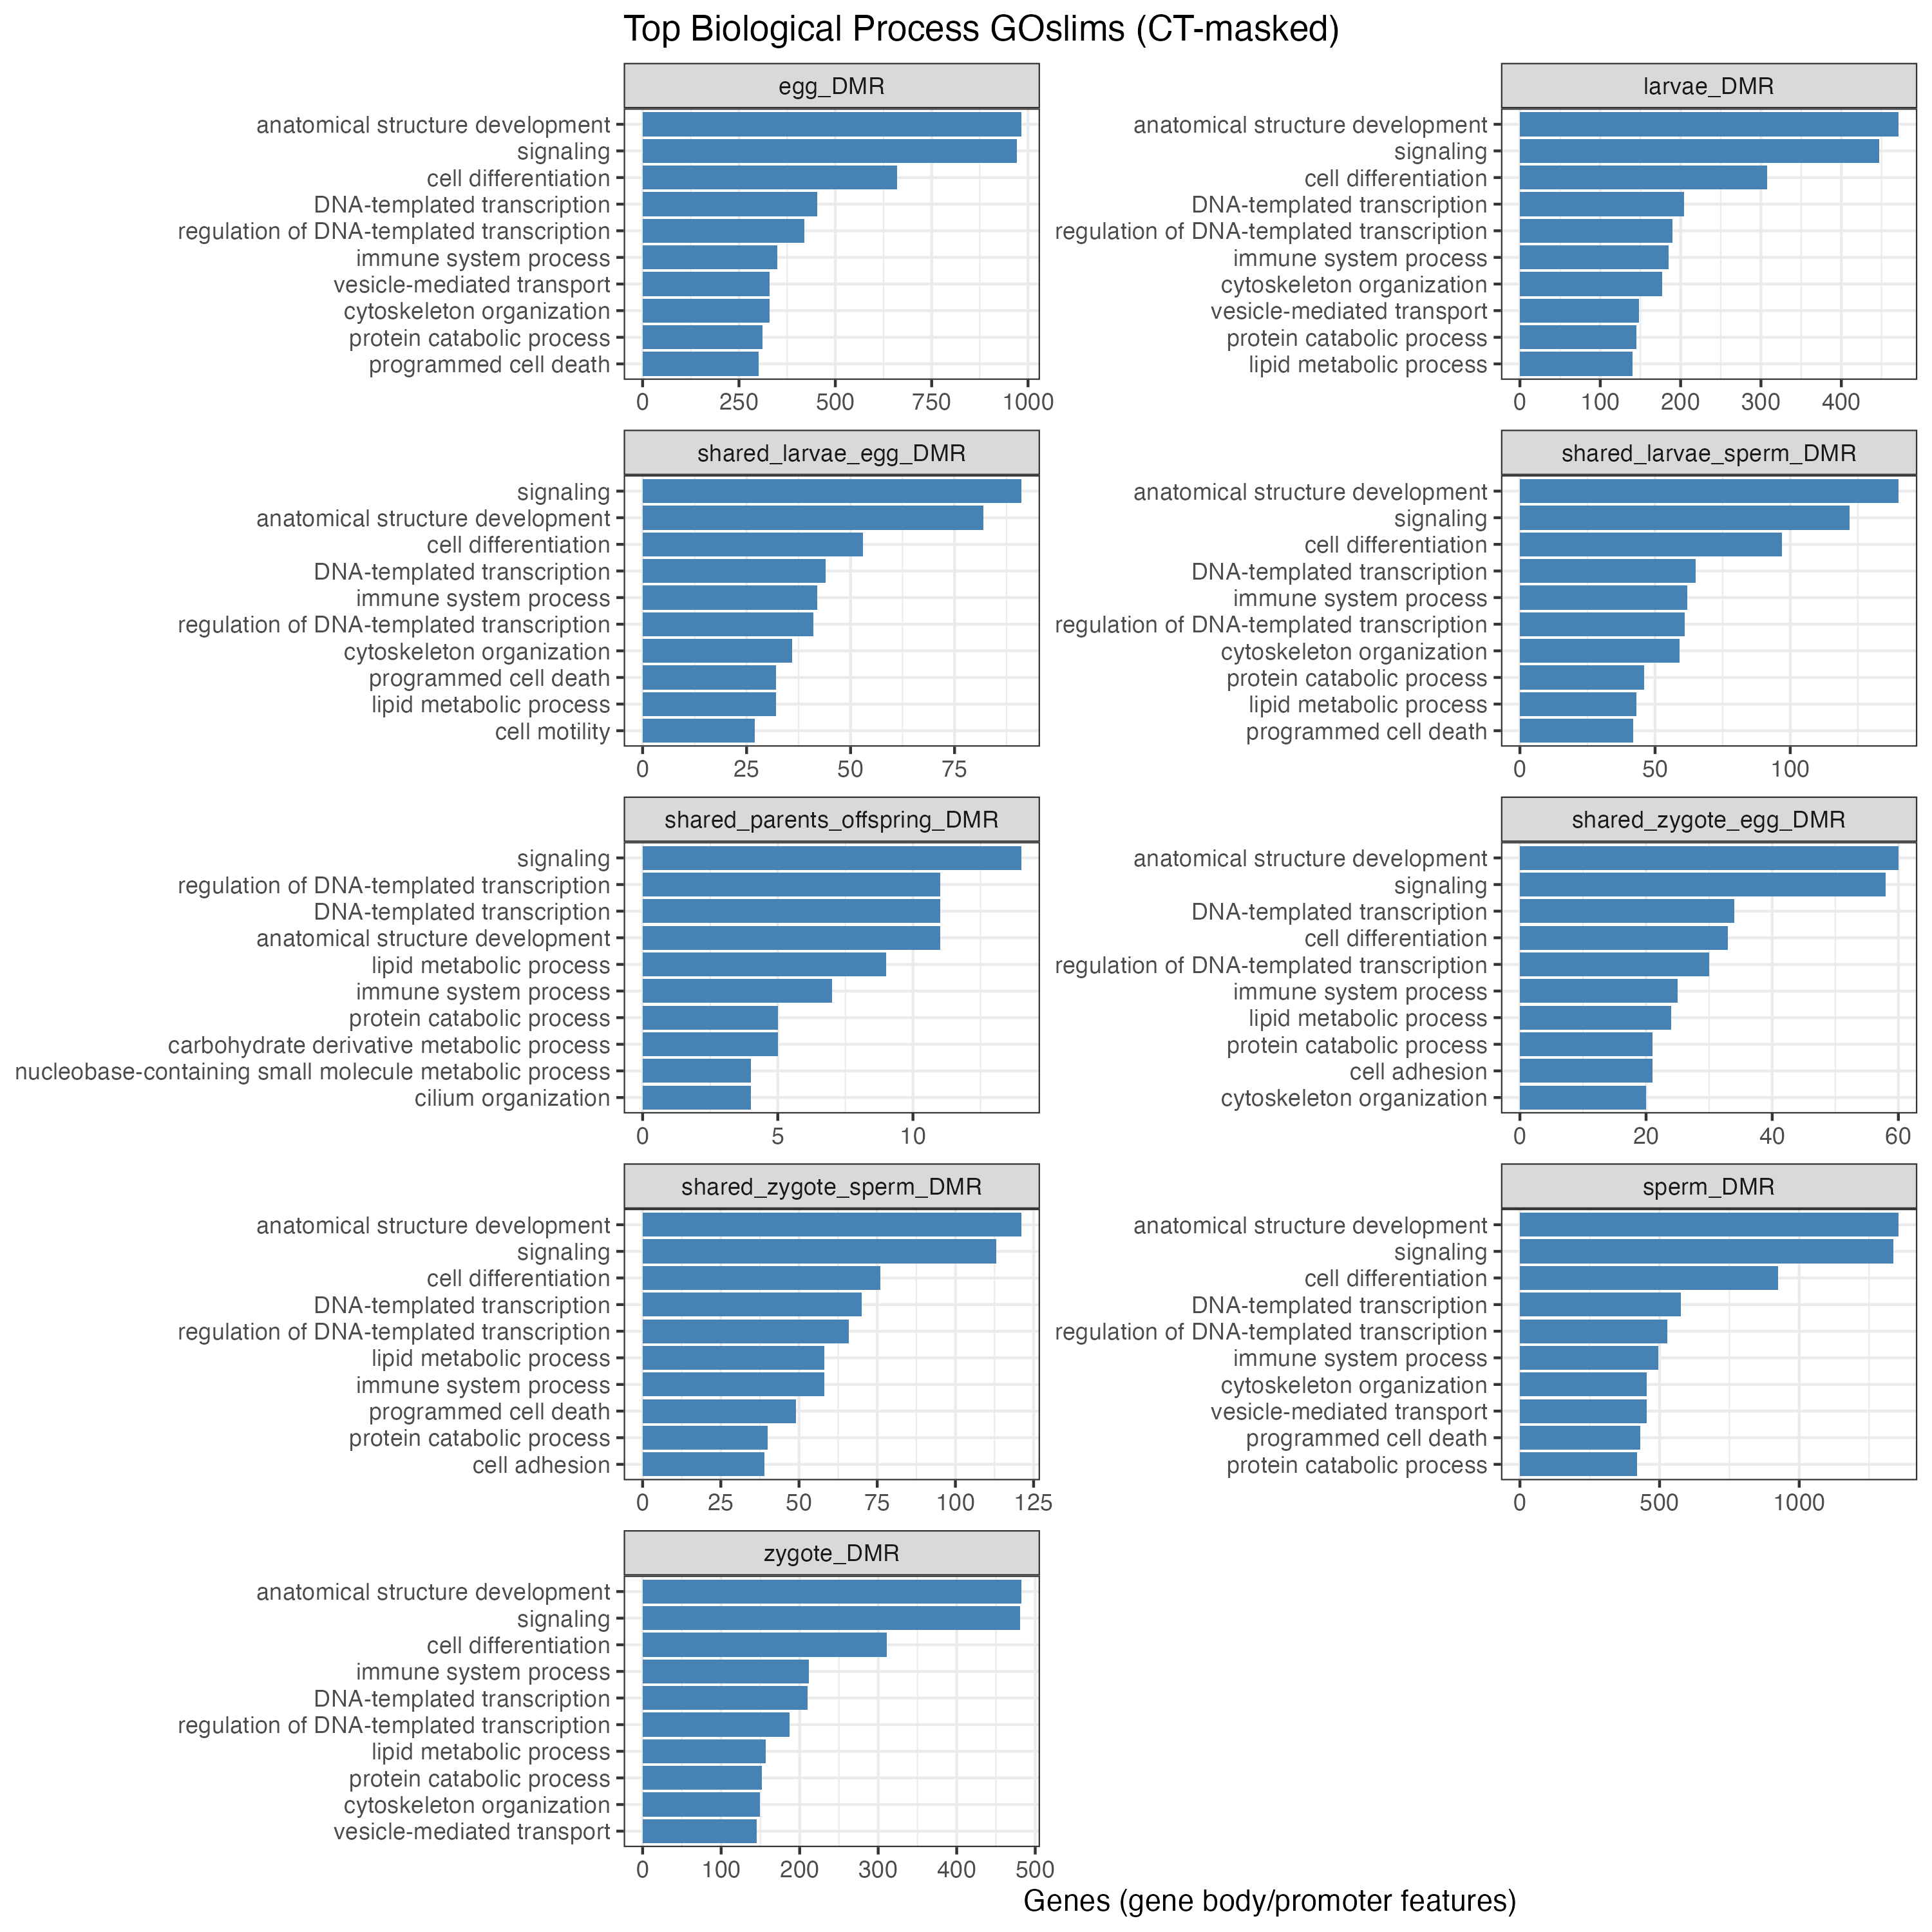 Top Biological Process GOslims (CT-masked)
egg_DMR
anatomical structure development
signaling
cell differentiation
DNA-templated transcription
regulation of DNA-templated transcription
immune system process
vesicle-mediated transport
cytoskeleton organization
protein catabolic process
programmed cell death
0 250 500 750 1000
larvae_DMR
anatomical structure development
signaling
cell differentiation
DNA-templated transcription
regulation of DNA-templated transcription
immune system process
cytoskeleton organization
vesicle-mediated transport
protein catabolic process
lipid metabolic process
0 100 200 300 400
shared_larvae_egg_DMR
signaling
anatomical structure development
cell differentiation
DNA-templated transcription
immune system process
regulation of DNA-templated transcription
cytoskeleton organization
programmed cell death
lipid metabolic process
cell motility
0 25 50 75
shared_larvae_sperm_DMR
anatomical structure development
signaling
cell differentiation
DNA-templated transcription
immune system process
regulation of DNA-templated transcription
cytoskeleton organization
protein catabolic process
lipid metabolic process
programmed cell death
0 50 100
shared_parents_offspring_DMR
signaling
regulation of DNA-templated transcription
DNA-templated transcription
anatomical structure development
lipid metabolic process
immune system process
protein catabolic process
carbohydrate derivative metabolic process
nucleobase-containing small molecule metabolic process
cilium organization
0 5 10
shared_zygote_egg_DMR
anatomical structure development
signaling
DNA-templated transcription
cell differentiation
regulation of DNA-templated transcription
immune system process
lipid metabolic process
protein catabolic process
cell adhesion
cytoskeleton organization
0 20 40 60
shared_zygote_sperm_DMR
anatomical structure development
signaling
cell differentiation
DNA-templated transcription
regulation of DNA-templated transcription
lipid metabolic process
immune system process
programmed cell death
protein catabolic process
cell adhesion
0 25 50 75 100 125
sperm_DMR
anatomical structure development
signaling
cell differentiation
DNA-templated transcription
regulation of DNA-templated transcription
immune system process
cytoskeleton organization
vesicle-mediated transport
programmed cell death
protein catabolic process
0 500 1000
zygote_DMR
anatomical structure development
signaling
cell differentiation
immune system process
DNA-templated transcription
regulation of DNA-templated transcription
lipid metabolic process
protein catabolic process
cytoskeleton organization
vesicle-mediated transport
0 100 200 300 400 500
Genes (gene body/promoter features)